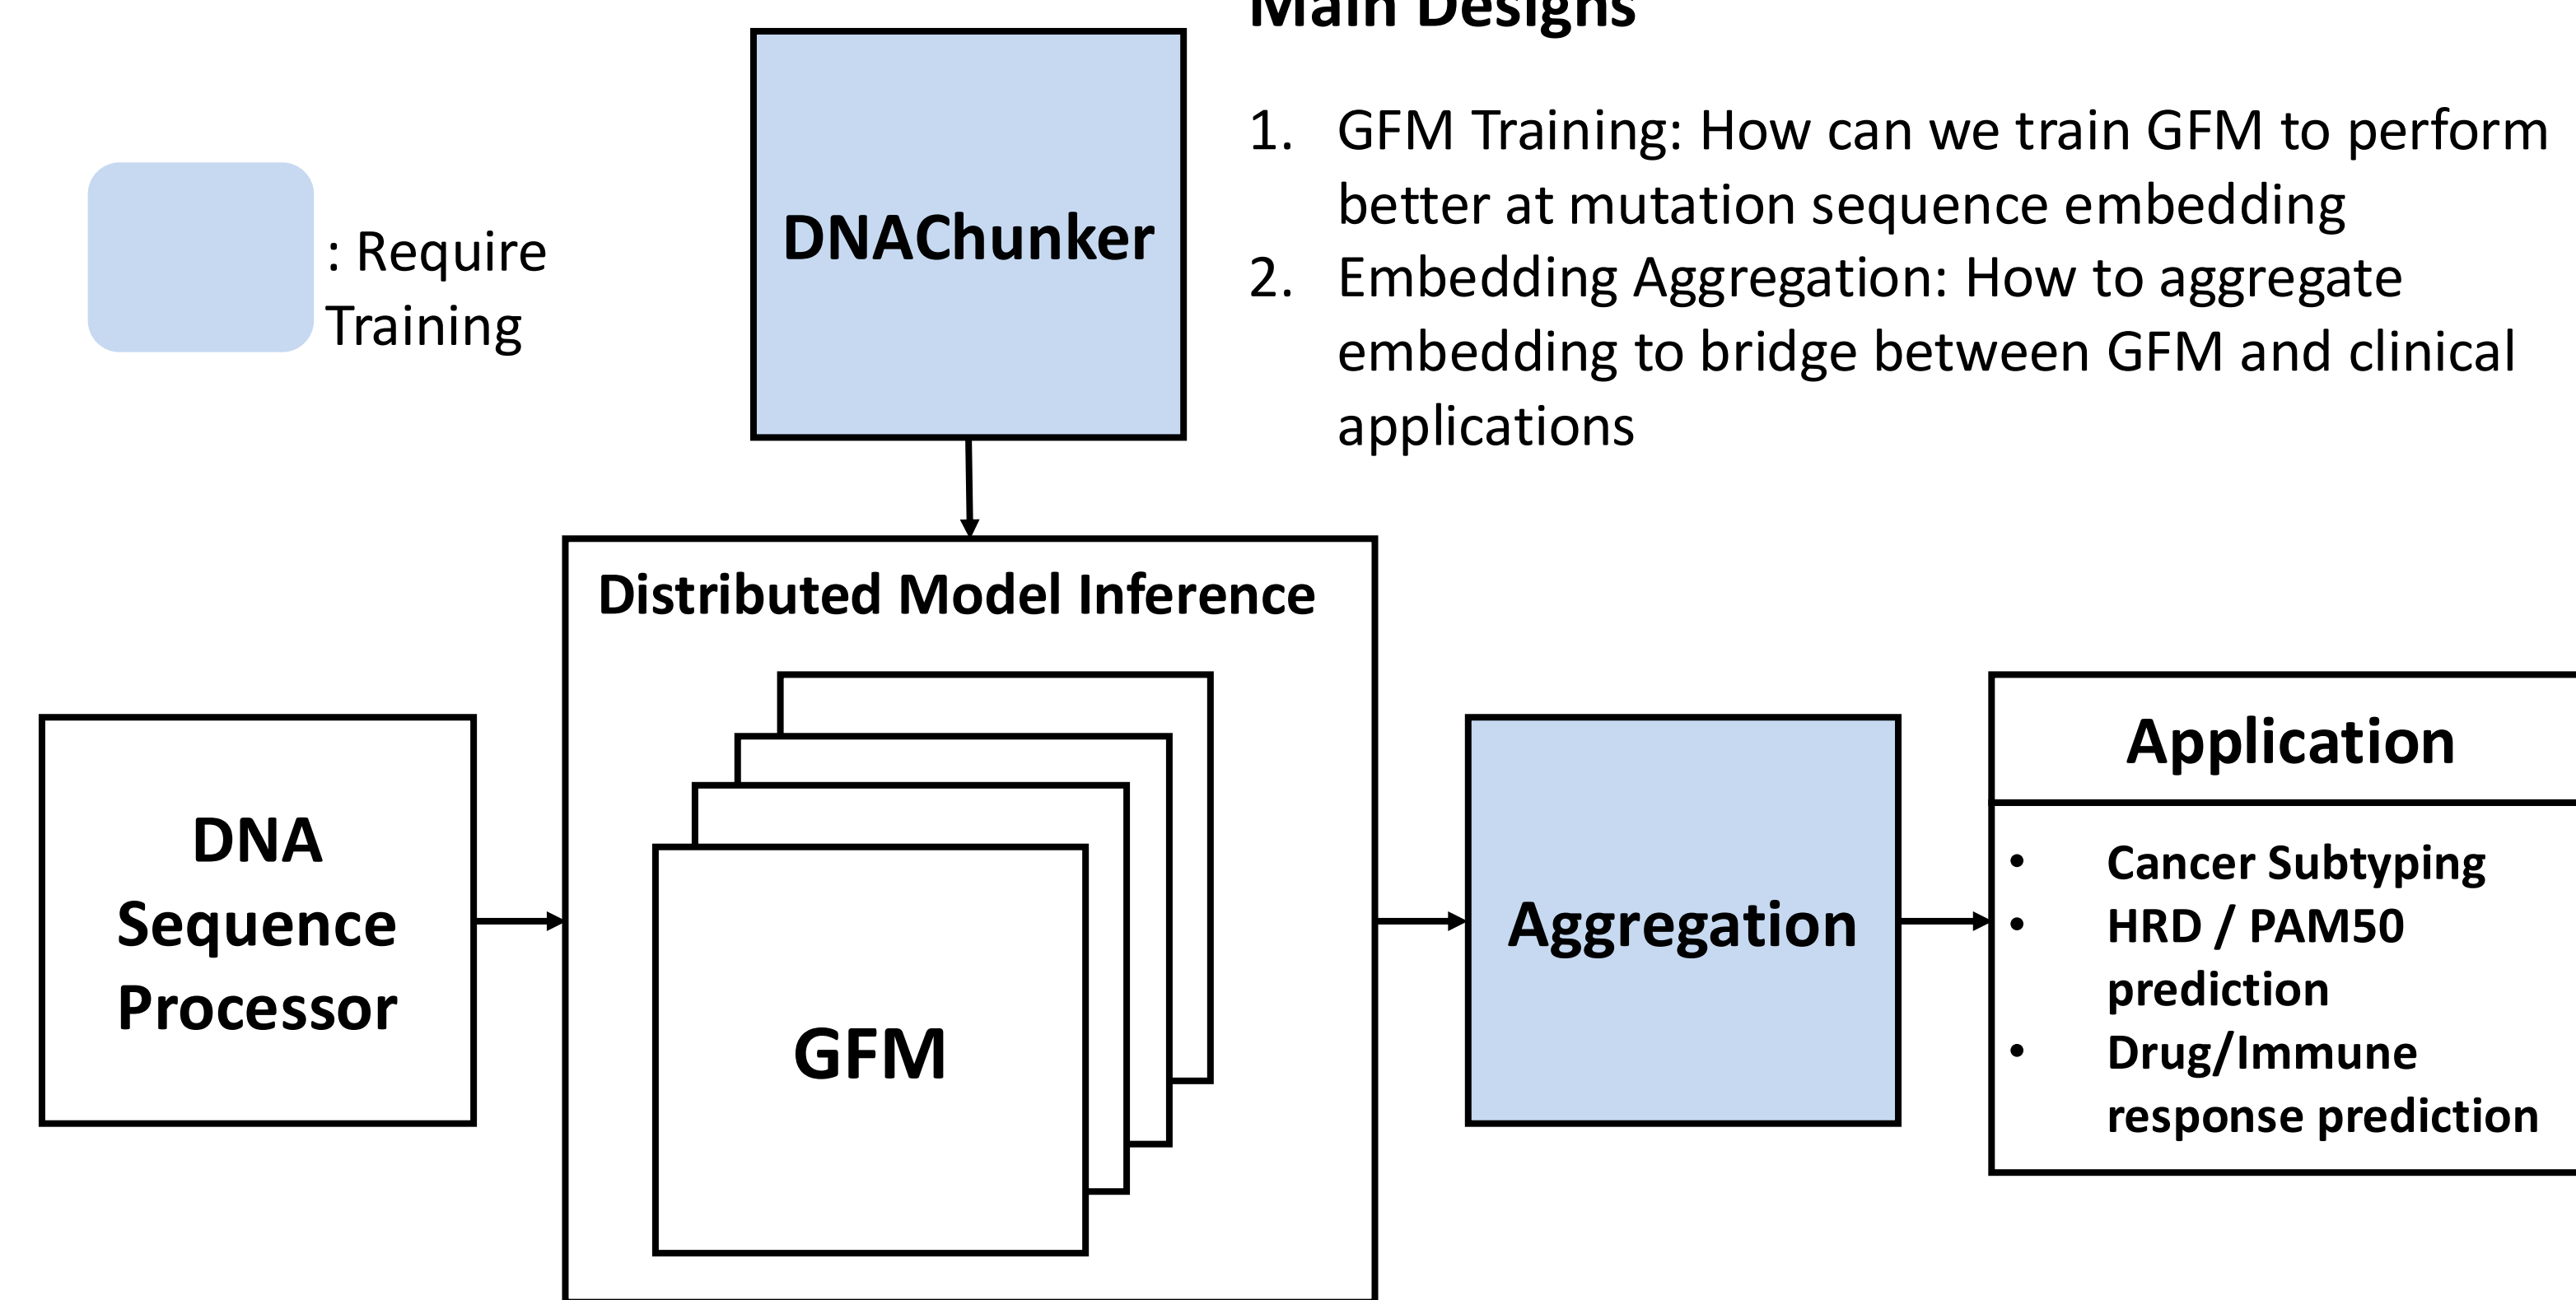 Main Designs
1. GFM Training: How can we train GFM to perform
better at mutation sequence embedding
2. Embedding Aggregation: How to aggregate
embedding to bridge between GFM and clinical
applications
: Require
Training
DNAChunker
Distributed Model Inference
DNA
Sequence
Processor
GFM
Aggregation
Application
• Cancer Subtyping
• HRD / PAM50
prediction
• Drug/Immune
response prediction